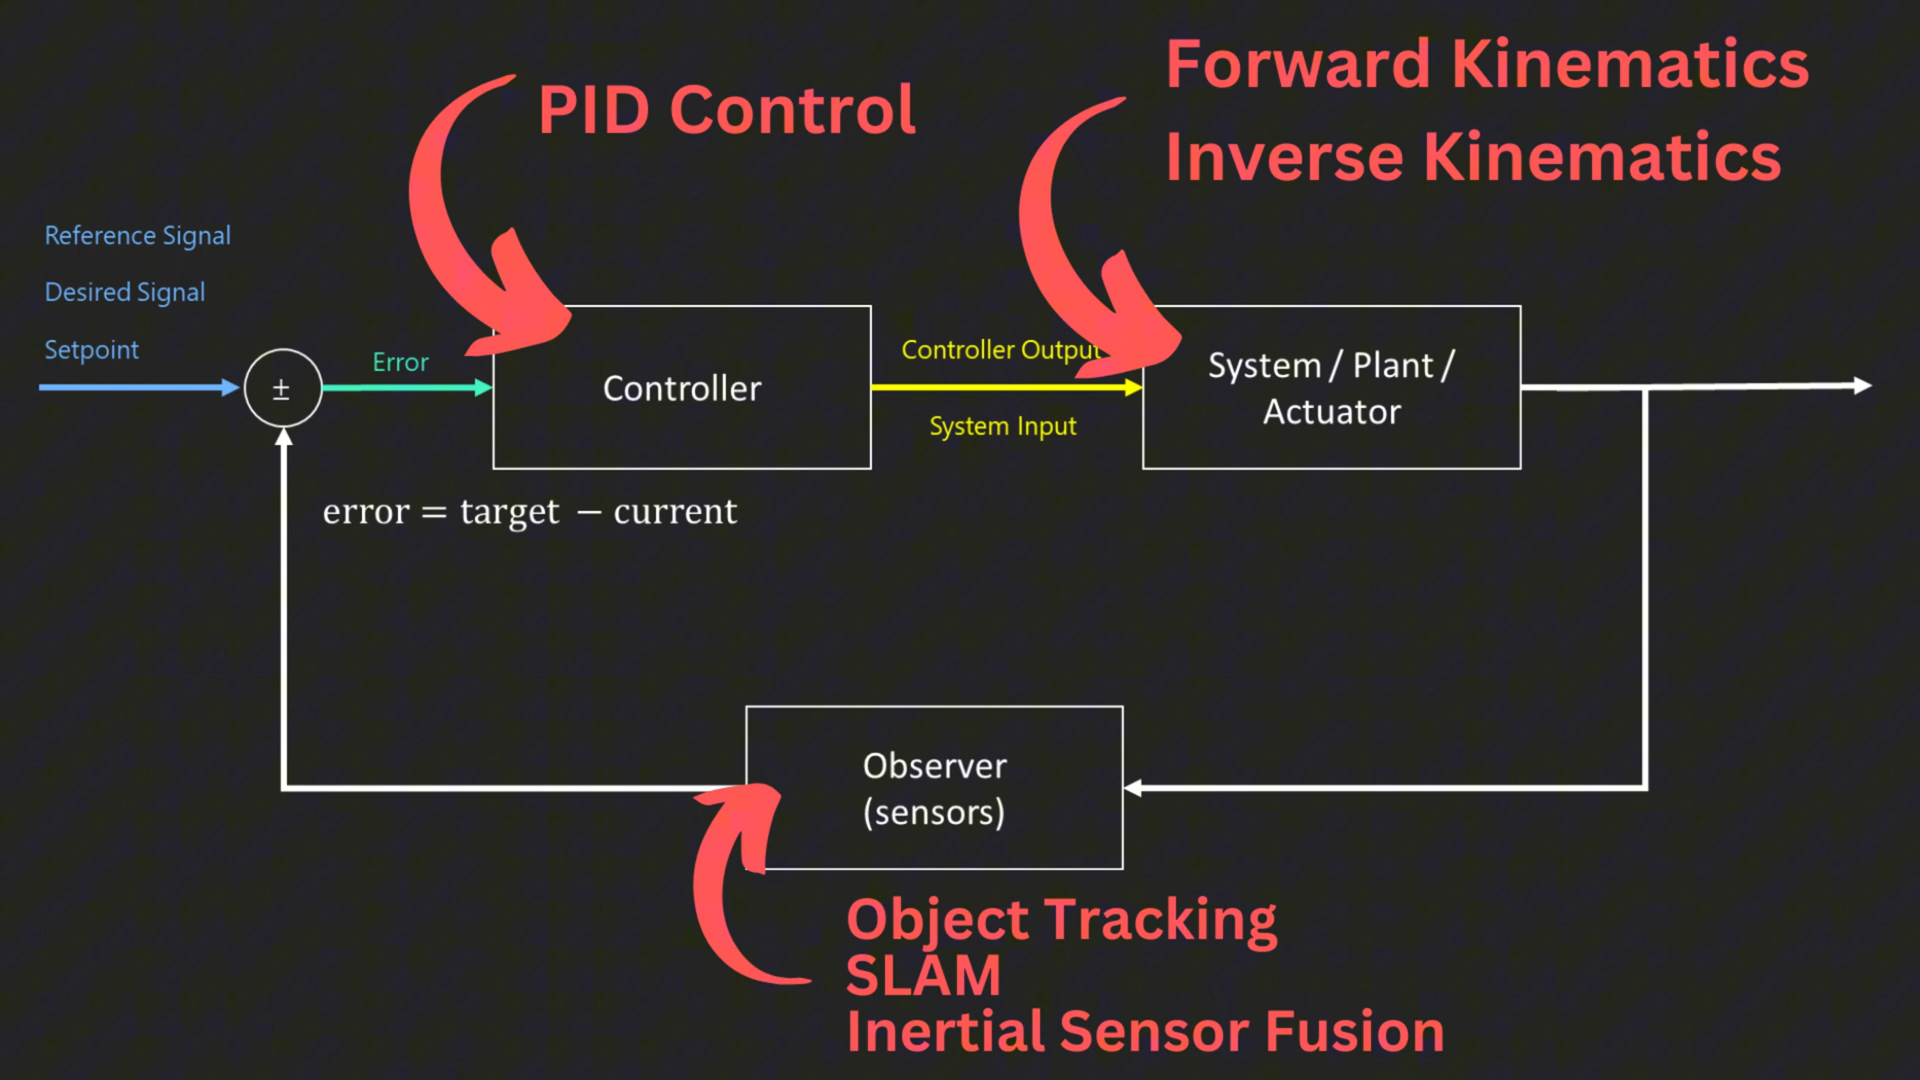 PID Control
Forward Kinematics
Inverse Kinematics
Reference Signal
Desired Signal
Setpoint
±
Error
Controller
Controller Output
System Input
System / Plant /
Actuator
error = target − current
Observer
(sensors)
Object Tracking
SLAM
Inertial Sensor Fusion